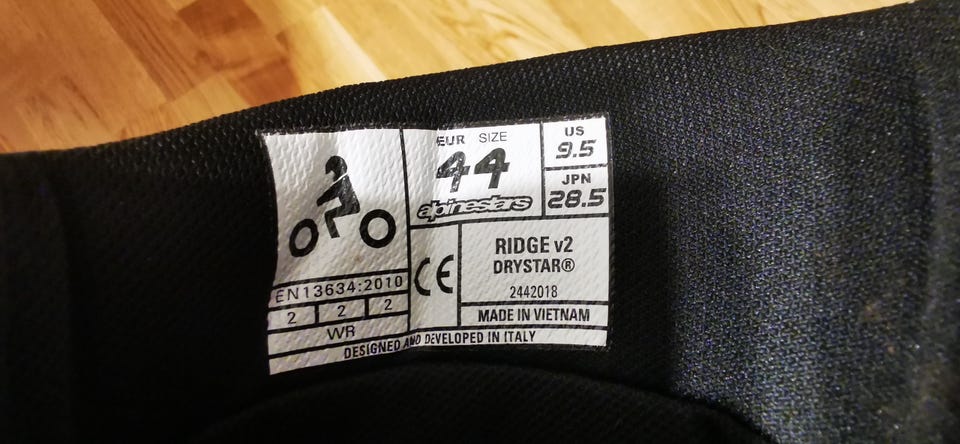 EUR SIZE
44
alpinestars
US
9.5
JPN
28.5
EN13634:2010
2 2 2
WR
CE
RIDGE v2
DRYSTAR®
2442018
MADE IN VIETNAM
DESIGNED AND DEVELOPED IN ITALY